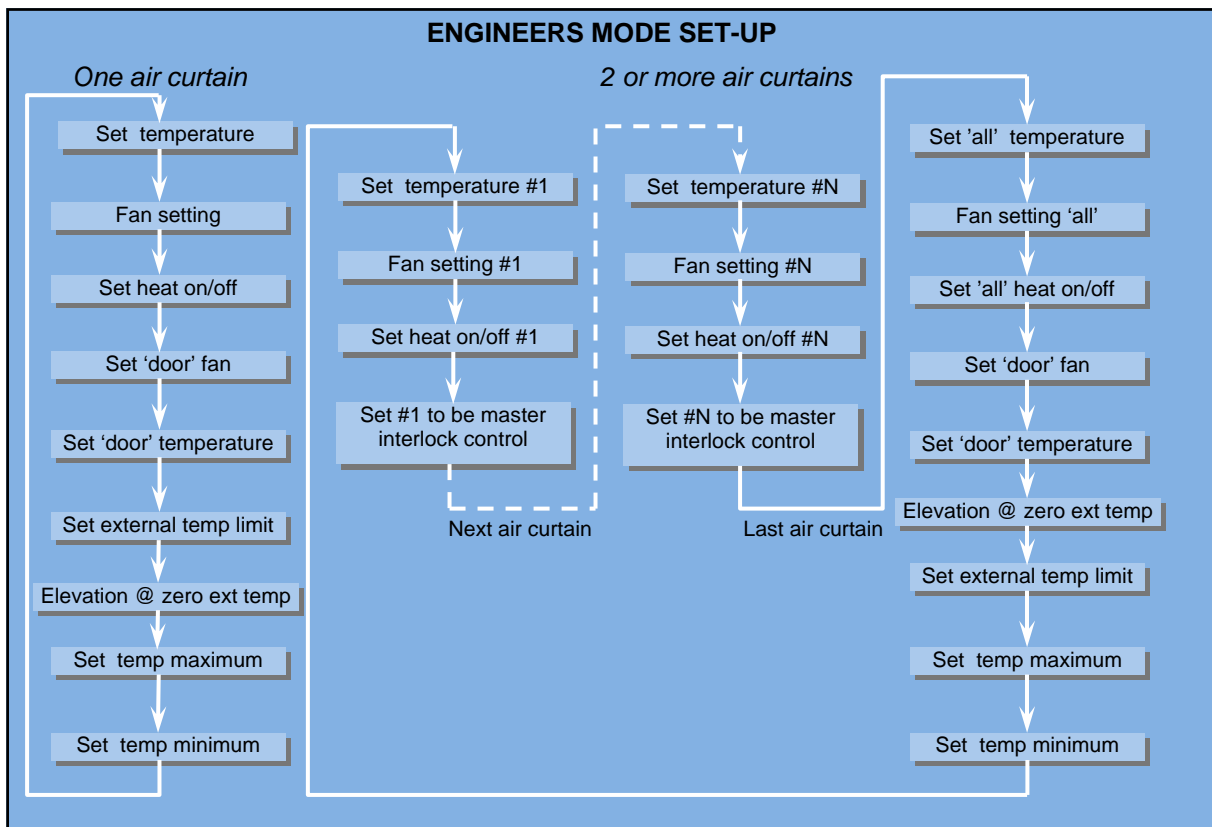 ENGINEERS MODE SET-UP
One air curtain
Set temperature
Fan setting
Set heat on/off
Set ‘door’ fan
Set ‘door’ temperature
Set external temp limit
Elevation @ zero ext temp
Set temp maximum
Set temp minimum
2 or more air curtains
Set temperature #1
Fan setting #1
Set heat on/off #1
Set #1 to be master
interlock control
Next air curtain
Set temperature #N
Fan setting #N
Set heat on/off #N
Set #N to be master
interlock control
Last air curtain
Set ’all’ temperature
Fan setting ‘all’
Set ’all’ heat on/off
Set ‘door’ fan
Set ‘door’ temperature
Elevation @ zero ext temp
Set external temp limit
Set temp maximum
Set temp minimum